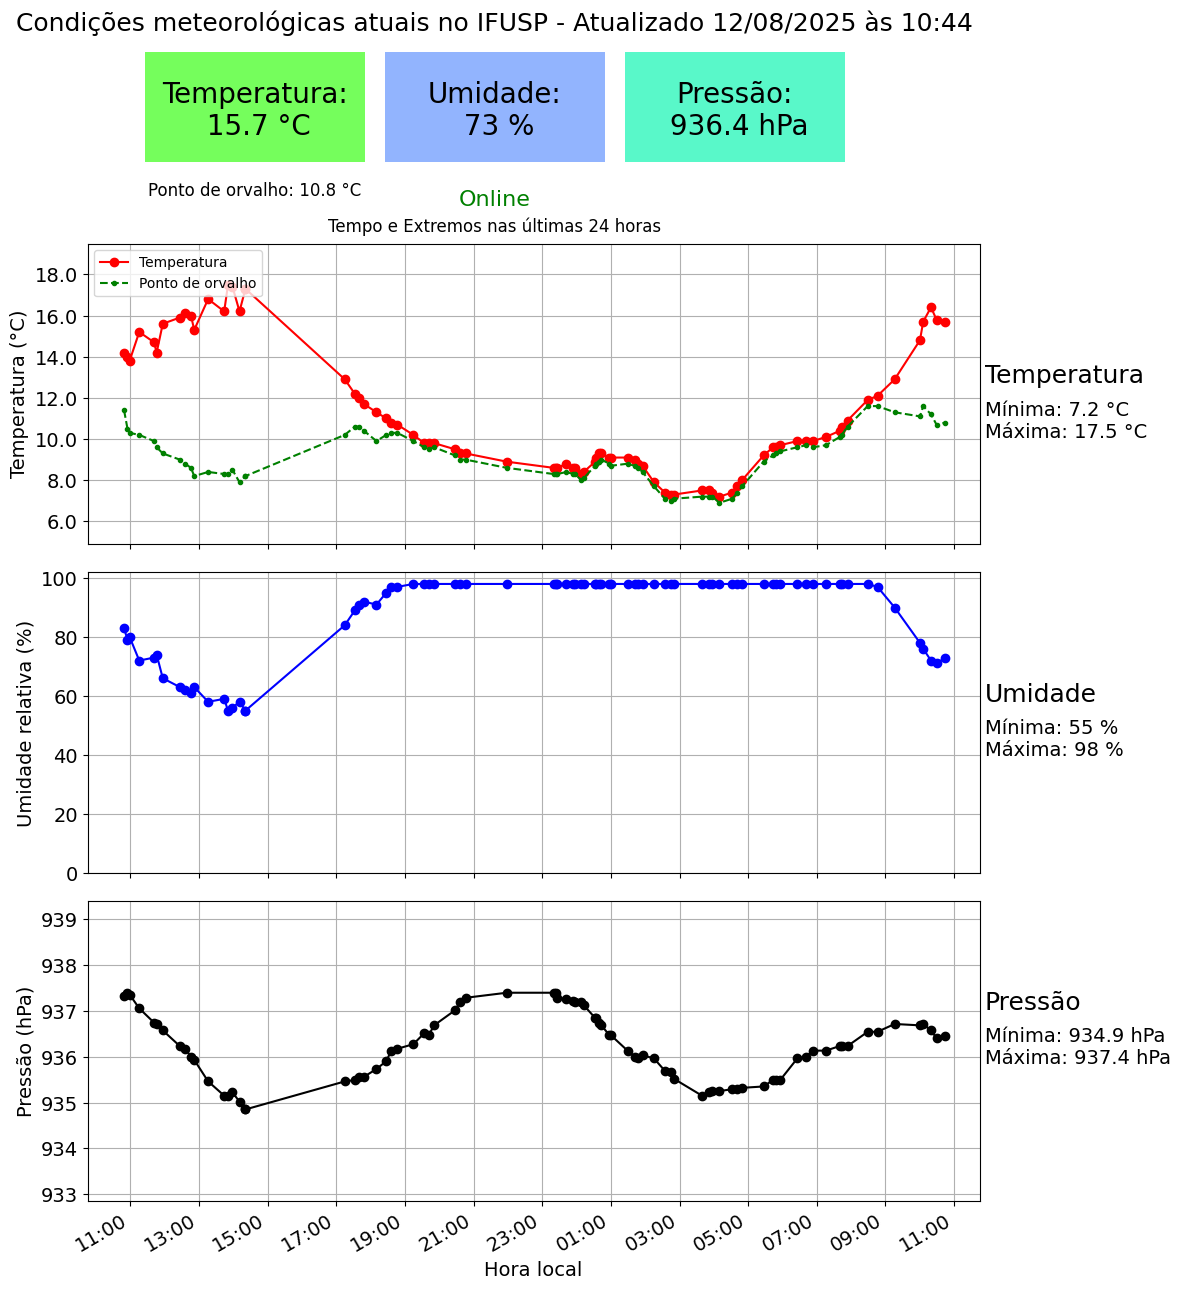 Condições meteorológicas atuais no IFUSP - Atualizado 12/08/2025 às 10:44
Temperatura:
15.7 °C
Umidade:
73 %
Pressão:
936.4 hPa
Ponto de orvalho: 10.8 °C
Online
Tempo e Extremos nas últimas 24 horas
Temperatura
Ponto de orvalho
Temperatura (°C)
18.0
16.0
14.0
12.0
10.0
8.0
6.0
Temperatura
Mínima: 7.2 °C
Máxima: 17.5 °C
Umidade relativa (%)
100
80
60
40
20
0
Umidade
Mínima: 55 %
Máxima: 98 %
Pressão (hPa)
939
938
937
936
935
934
933
Pressão
Mínima: 934.9 hPa
Máxima: 937.4 hPa
11:00 13:00 15:00 17:00 19:00 21:00 23:00 01:00 03:00 05:00 07:00 09:00 11:00
Hora local